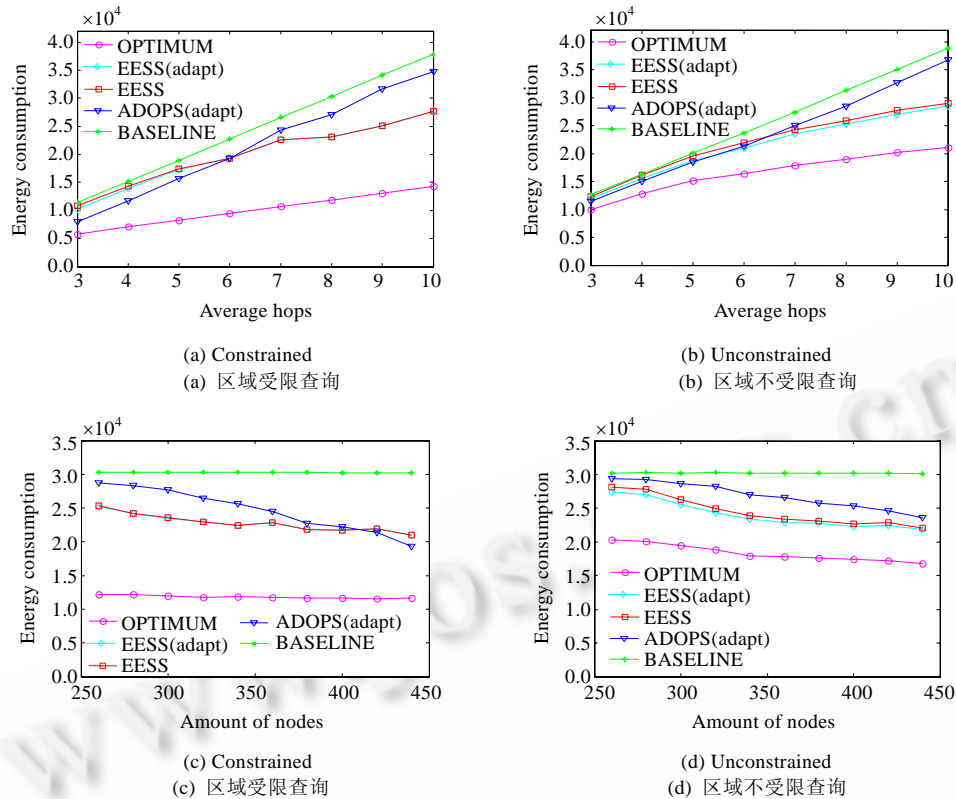 ×10⁴
4.0
3.5
3.0
2.5
2.0
1.5
1.0
0.5
0.0
Energy consumption
OPTIMUM
EESS(adapt)
EESS
ADOPS(adapt)
BASELINE
3 4 5 6 7 8 9 10
Average hops
(a) Constrained
(a) 区域受限查询
×10⁴
4.0
3.5
3.0
2.5
2.0
1.5
1.0
0.5
0.0
Energy consumption
OPTIMUM
EESS(adapt)
EESS
ADOPS(adapt)
BASELINE
3 4 5 6 7 8 9 10
Average hops
(b) Unconstrained
(b) 区域不受限查询
×10⁴
3.5
3.0
2.5
2.0
1.5
1.0
0.5
0.0
Energy consumption
OPTIMUM ADOPS(adapt)
EESS(adapt) BASELINE
EESS
250 300 350 400 450
Amount of nodes
(c) Constrained
(c) 区域受限查询
×10⁴
3.5
3.0
2.5
2.0
1.5
1.0
0.5
0.0
Energy consumption
OPTIMUM
EESS(adapt)
EESS
ADOPS(adapt)
BASELINE
250 300 350 400 450
Amount of nodes
(d) Unconstrained
(d) 区域不受限查询